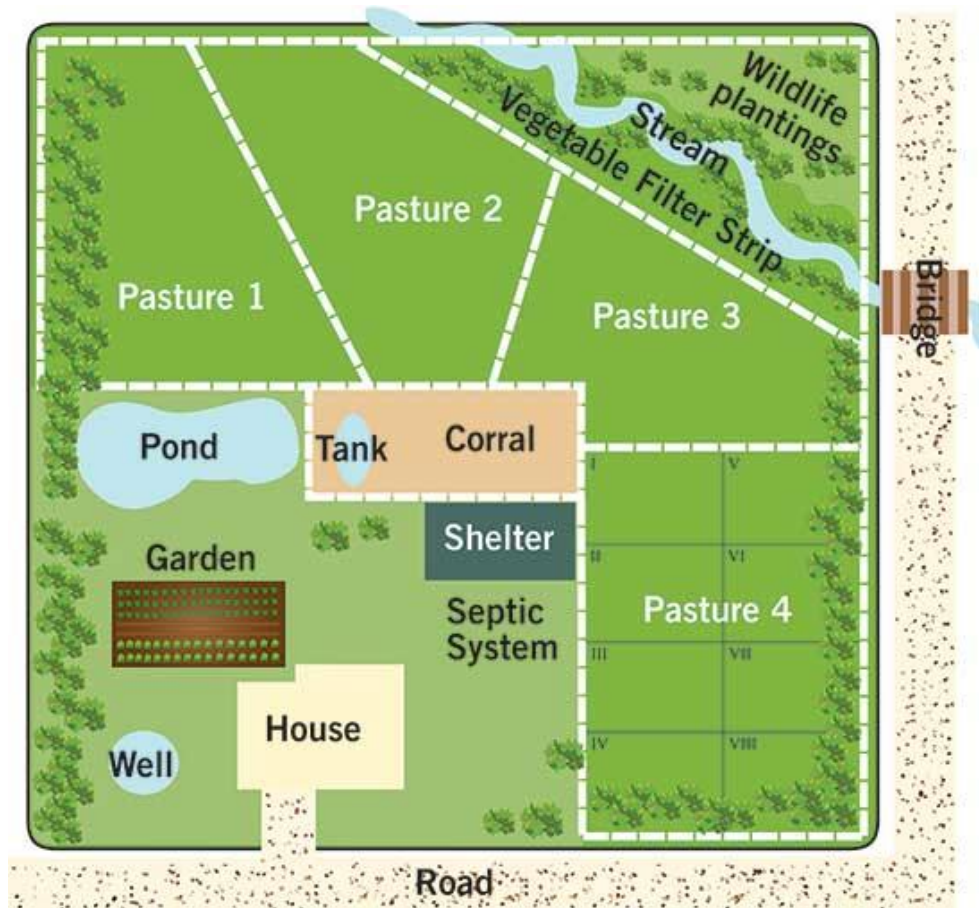 Wildlife
plantings
Stream
Vegetable Filter Strip
Pasture 2
Pasture 1
Pasture 3
Bridge
Pond
Tank
Corral
I
V
Shelter
II
VI
Garden
Septic
System
Pasture 4
III
VII
House
IV
VIII
Well
Road